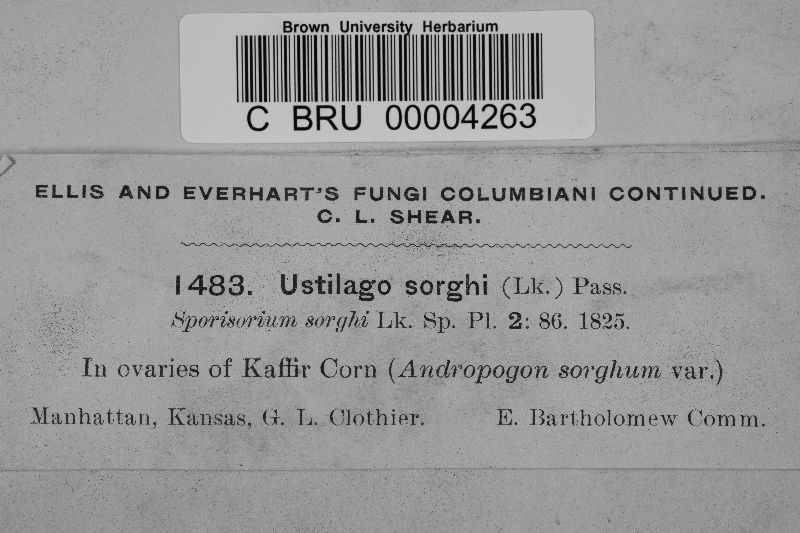 Brown University Herbarium
C BRU 00004263
ELLIS AND EVERHART'S FUNGI COLUMBIANI CONTINUED.
C. L. SHEAR.
1483. Ustilago sorghi (Lk.) Pass.
Sporisorium sorghi Lk. Sp. Pl. 2: 86. 1825.
In ovaries of Kaffir Corn (Andropogon sorghum var.)
Manhattan, Kansas, G. L. Clothier. E. Bartholomew Comm.